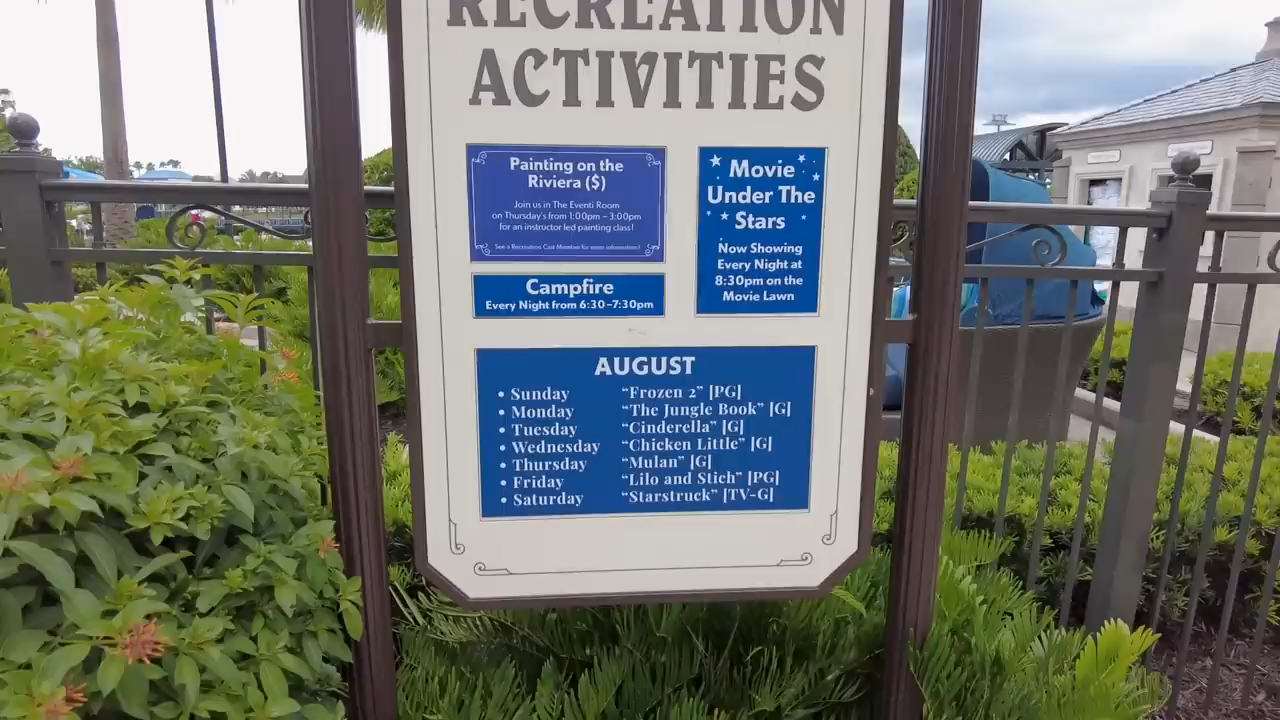 RECREATION
ACTIVITIES
Painting on the
Riviera ($)
Join us in The Eventi Room
on Thursday's from 1:00pm – 3:00pm
for an instructor led painting class!
See a Recreation Cast Member for more information!
Campfire
Every Night from 6:30 –7:30pm
Movie
Under The
Stars
Now Showing
Every Night at
8:30pm on the
Movie Lawn
AUGUST
• Sunday “Frozen 2” [PG]
• Monday “The Jungle Book” [G]
• Tuesday “Cinderella” [G]
• Wednesday “Chicken Little” [G]
• Thursday “Mulan” [G]
• Friday “Lilo and Stich” [PG]
• Saturday “Starstruck” [TV-G]